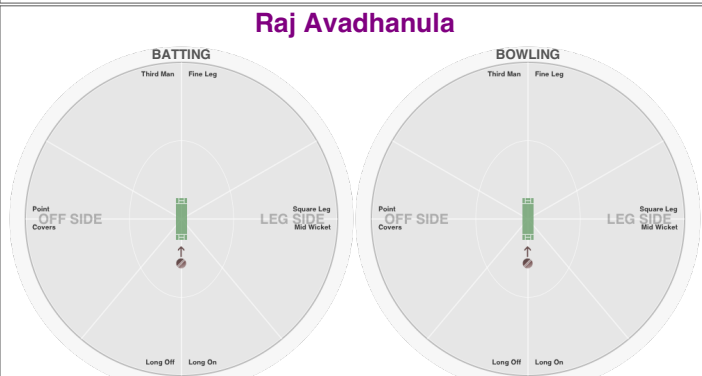 Raj Avadhanula
BATTING
Third Man Fine Leg
Point Square Leg
OFF SIDE LEG SIDE
Covers Mid Wicket
Long Off Long On
BOWLING
Third Man Fine Leg
Point Square Leg
OFF SIDE LEG SIDE
Covers Mid Wicket
Long Off Long On